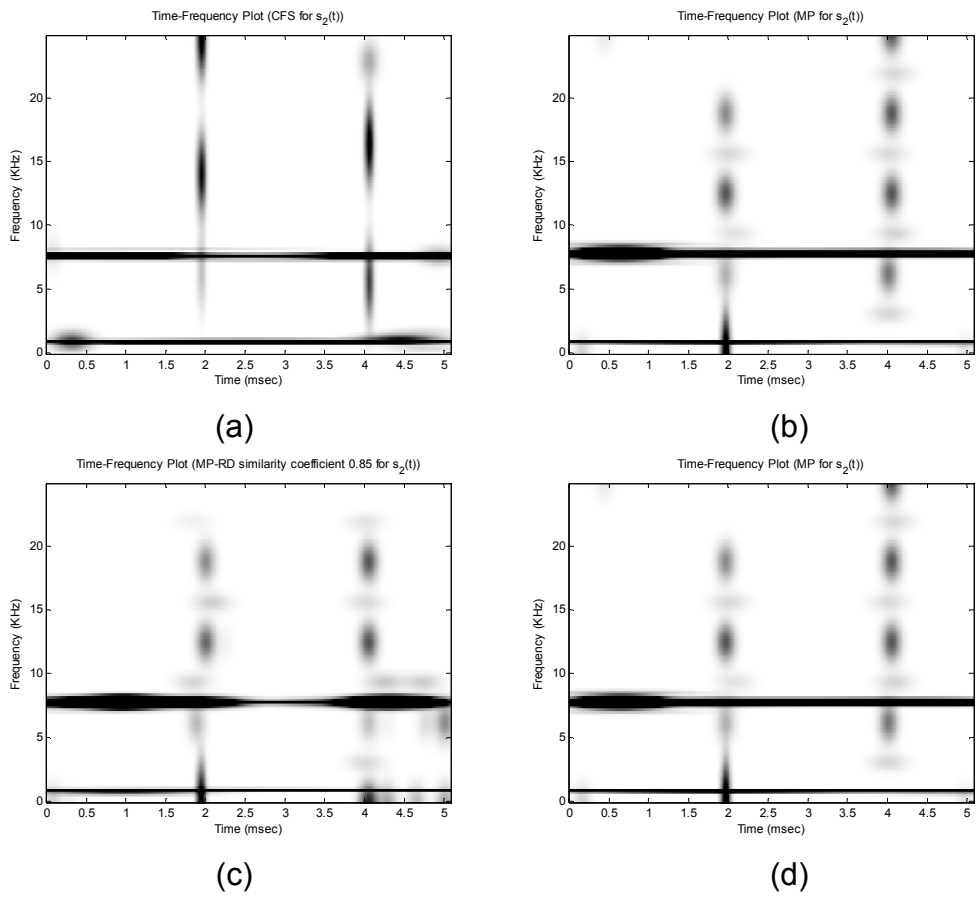 Time-Frequency Plot (CFS for s2(t))
Frequency (KHz)
20
15
10
5
0
0 0.5 1 1.5 2 2.5 3 3.5 4 4.5 5
Time (msec)
(a)
Time-Frequency Plot (MP for s2(t))
Frequency (KHz)
20
15
10
5
0
0 0.5 1 1.5 2 2.5 3 3.5 4 4.5 5
Time (msec)
(b)
Time-Frequency Plot (MP-RD similarity coefficient 0.85 for s2(t))
Frequency (KHz)
20
15
10
5
0
0 0.5 1 1.5 2 2.5 3 3.5 4 4.5 5
Time (msec)
(c)
Time-Frequency Plot (MP for s2(t))
Frequency (KHz)
20
15
10
5
0
0 0.5 1 1.5 2 2.5 3 3.5 4 4.5 5
Time (msec)
(d)